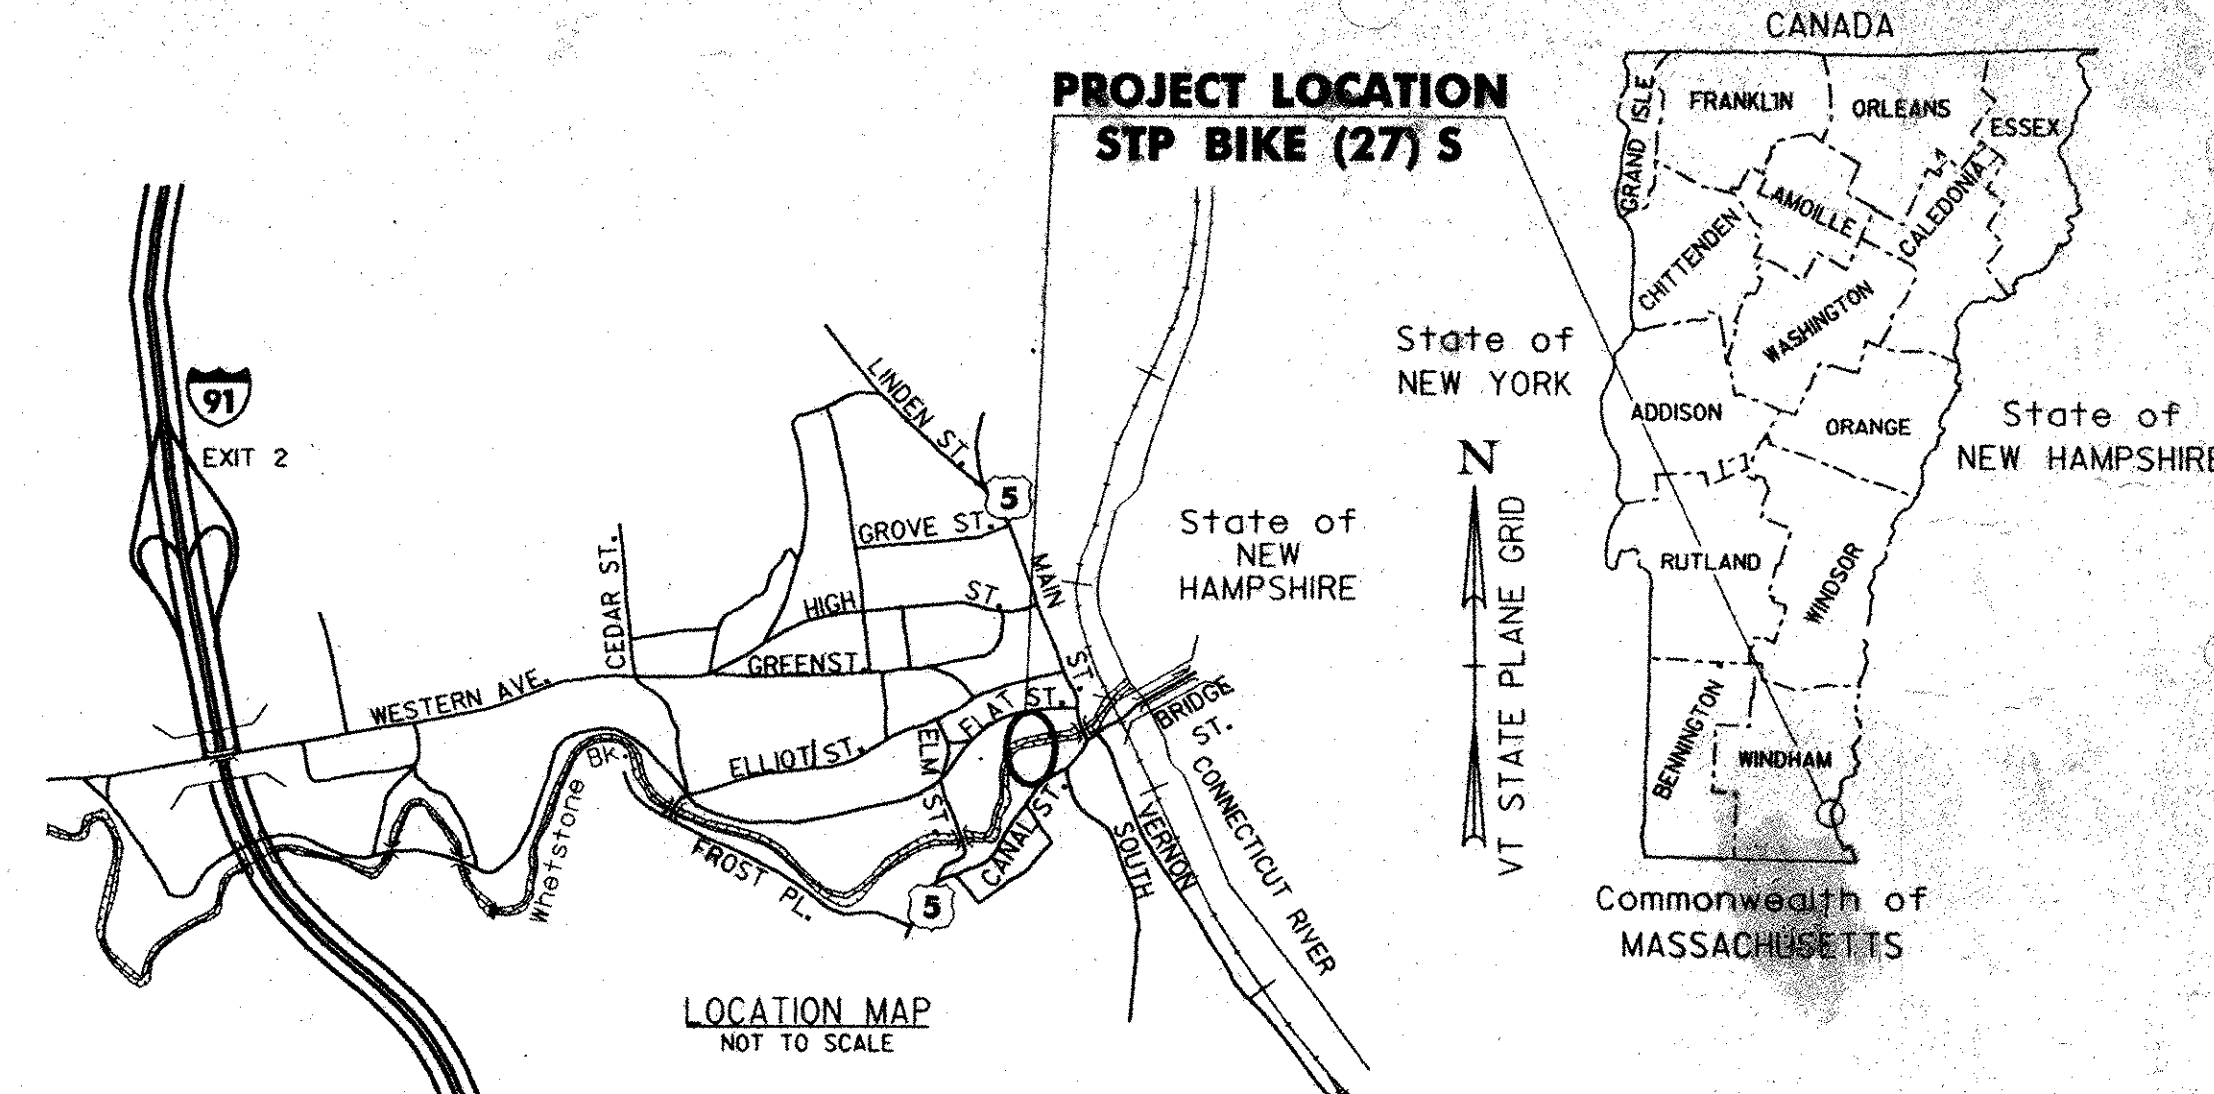 CANADA
PROJECT LOCATION
STP BIKE (27) S
GRAND ISLE
FRANKLIN
ORLEANS
ESSEX
LAMOILLE
CALEDONIA
CHITTENDEN
WASHINGTON
State of
NEW YORK
ADDISON
ORANGE
State of
NEW HAMPSHIRE
RUTLAND
WINDSOR
BENNINGTON
WINDHAM
Commonwealth of
MASSACHUSETTS
N
VT STATE PLANE GRID
91
EXIT 2
LINDEN ST.
5
GROVE ST.
MAIN
ST.
CEDAR ST.
HIGH
ST.
GREEN ST.
State of
NEW
HAMPSHIRE
WESTERN AVE.
FLAT ST.
BRIDGE
ST.
ELLIOT ST.
ELM
ST.
Whetstone Bk.
CANAL ST.
FROST PL.
5
SOUTH
VERNON
CONNECTICUT RIVER
LOCATION MAP
NOT TO SCALE